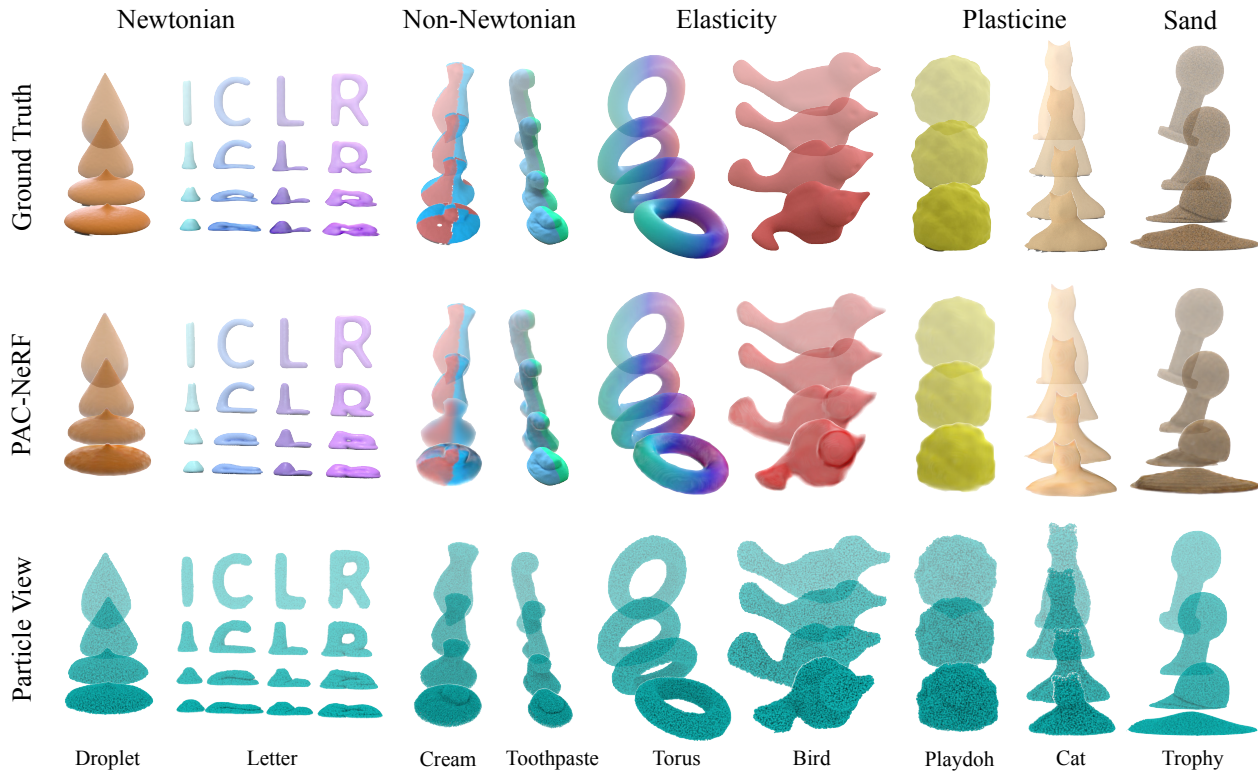 Newtonian Non-Newtonian Elasticity Plasticine Sand
Ground Truth
I C L R
I C L R
PAC-NeRF
I C L R
I C L R
Particle View
I C L R
I C L R
Droplet Letter Cream Toothpaste Torus Bird Playdoh Cat Trophy